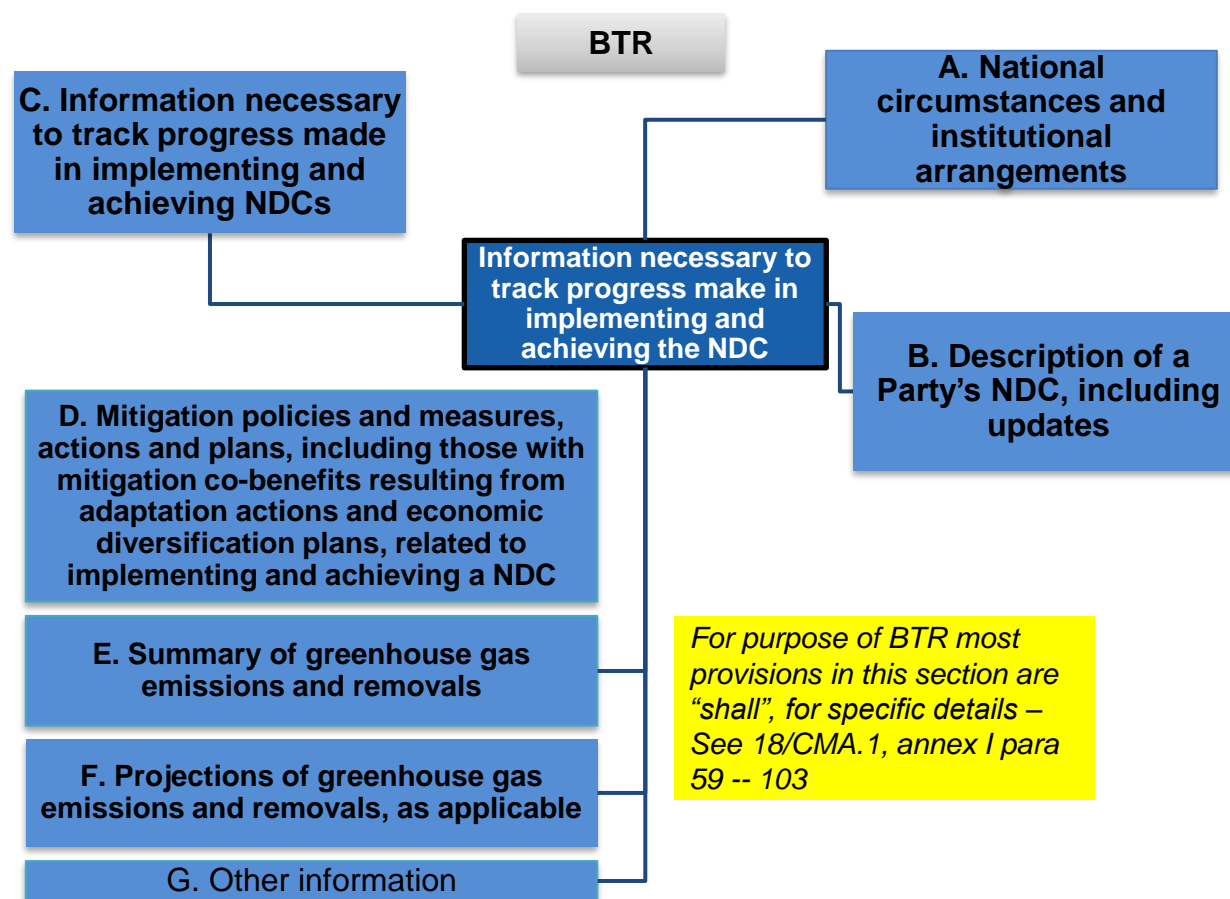 BTR
A. National
circumstances and
institutional
arrangements
C. Information necessary
to track progress made
in implementing and
achieving NDCs
Information necessary to
track progress make in
implementing and
achieving the NDC
B. Description of a
Party’s NDC, including
updates
D. Mitigation policies and measures,
actions and plans, including those with
mitigation co-benefits resulting from
adaptation actions and economic
diversification plans, related to
implementing and achieving a NDC
E. Summary of greenhouse gas
emissions and removals
For purpose of BTR most
provisions in this section are
“shall”, for specific details –
See 18/CMA.1, annex I para
59 -- 103
F. Projections of greenhouse gas
emissions and removals, as applicable
G. Other information